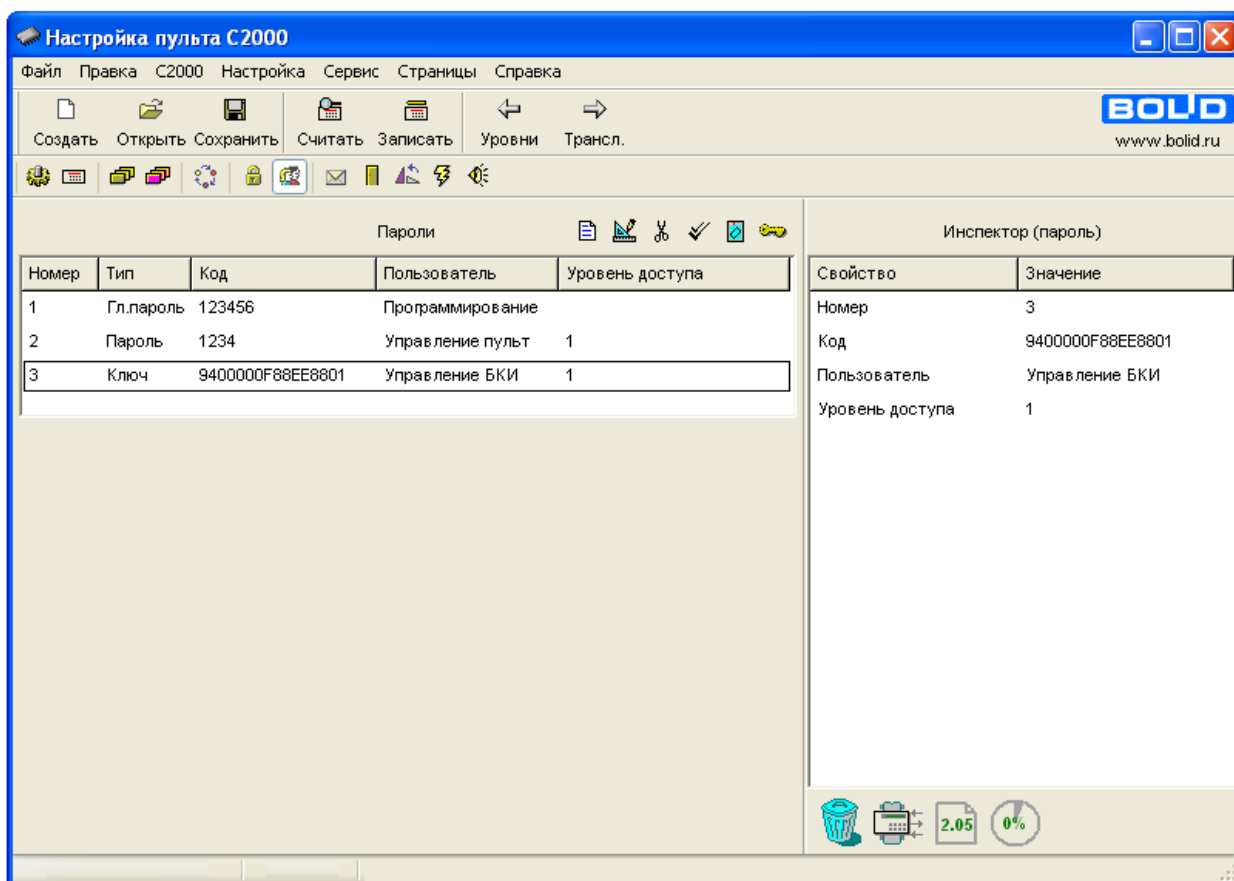 Настройка пульта С2000
Файл Правка С2000 Настройка Сервис Страницы Справка
Создать Открыть Сохранить Считать Записать Уровни Трансл.
BOLID
www.bolid.ru
Пароли
Номер Тип Код Пользователь Уровень доступа
1 Гл.пароль 123456 Программирование
2 Пароль 1234 Управление пульт 1
3 Ключ 9400000F88EE8801 Управление БКИ 1
Инспектор (пароль)
Свойство Значение
Номер 3
Код 9400000F88EE8801
Пользователь Управление БКИ
Уровень доступа 1
2.05 0%